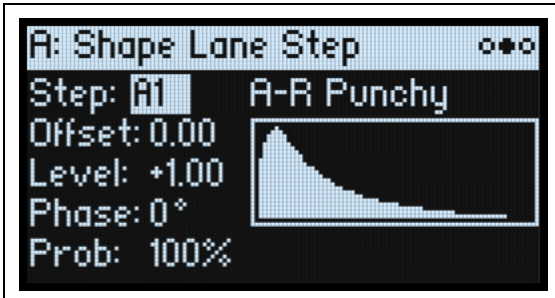 A: Shape Lane Step
Step: A1 A-R Punchy
Offset: 0.00
Level: +1.00
Phase: 0°
Prob: 100%